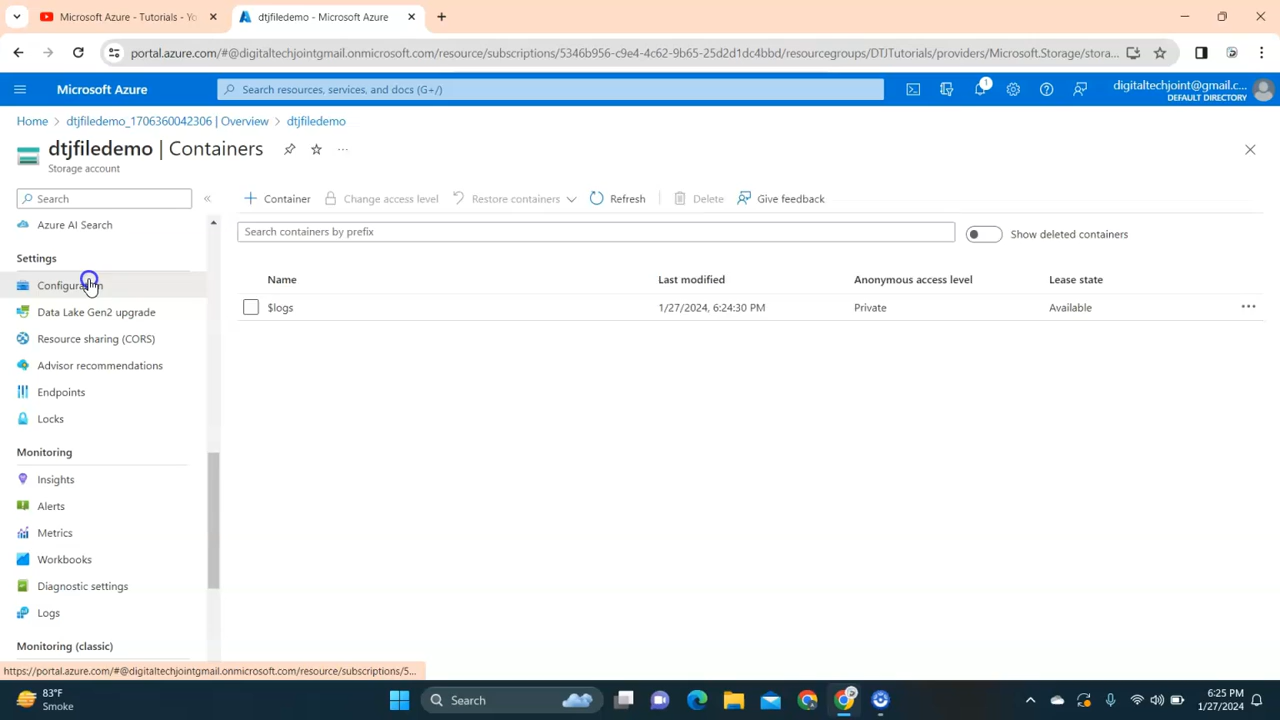 Microsoft Azure - Tutorials - Yo
dtjfiledemo - Microsoft Azure
portal.azure.com/#@digitaltechjointgmail.onmicrosoft.com/resource/subscriptions/5346b956-c9e4-4c62-9b65-25d2d1dc4bbd/resourcegroups/DTJTutorials/providers/Microsoft.Storage/stora...
Microsoft Azure
Search resources, services, and docs (G+/)
1
digitaltechjoint@gmail.c...
DEFAULT DIRECTORY
Home > dtjfiledemo_1706360042306 | Overview > dtjfiledemo
dtjfiledemo | Containers
Storage account
Search
Container
Change access level
Restore containers
Refresh
Delete
Give feedback
Search containers by prefix
Show deleted containers
Name
Last modified
Anonymous access level
Lease state
$logs
1/27/2024, 6:24:30 PM
Private
Available
Azure AI Search
Settings
Data Lake Gen2 upgrade
Resource sharing (CORS)
Advisor recommendations
Endpoints
Locks
Monitoring
Insights
Alerts
Metrics
Workbooks
Diagnostic settings
Logs
Monitoring (classic)
https://portal.azure.com/#@digitaltechjointgmail.onmicrosoft.com/resource/subscriptions/5...
83°F
Smoke
Search
6:25 PM
1/27/2024